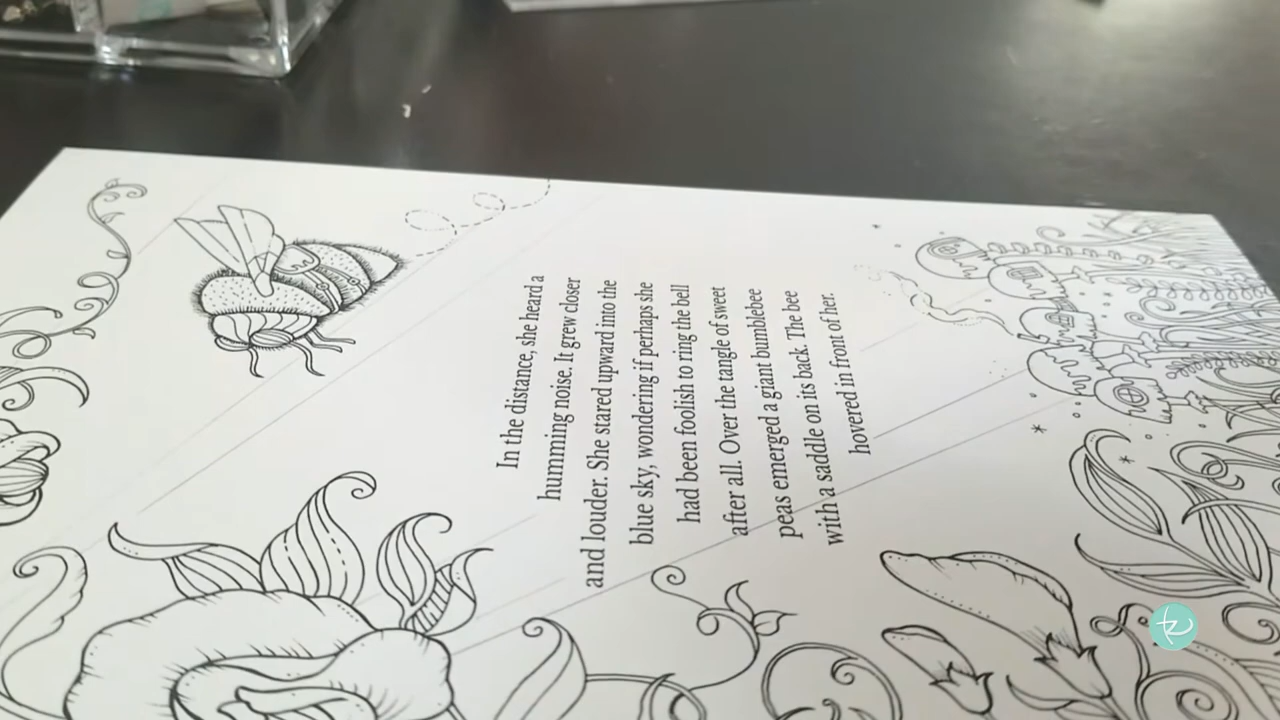 In the distance, she heard a
humming noise. It grew closer
and louder. She stared upward into the
blue sky, wondering if perhaps she
had been foolish to ring the bell
after all. Over the tangle of sweet
peas emerged a giant bumblebee
with a saddle on its back. The bee
hovered in front of her.